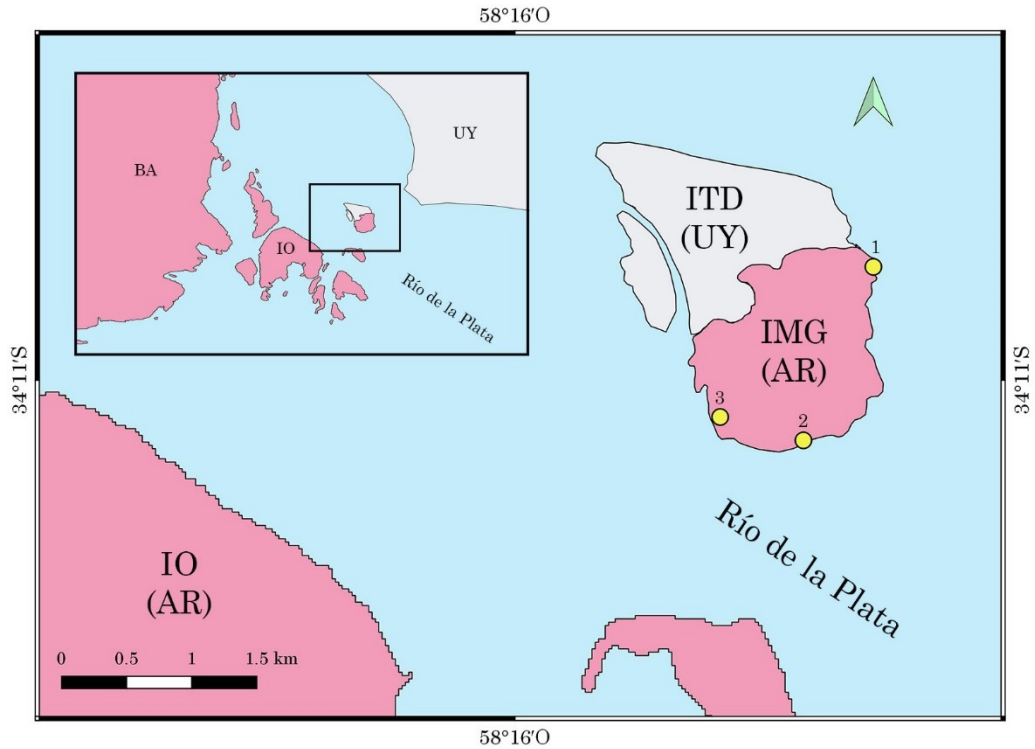 58°16′O
BA
UY
IO
Río de la Plata
ITD
(UY)
1
IMG
(AR)
3
2
34°11′S
34°11′S
Río de la Plata
IO
(AR)
0 0.5 1 1.5 km
58°16′O